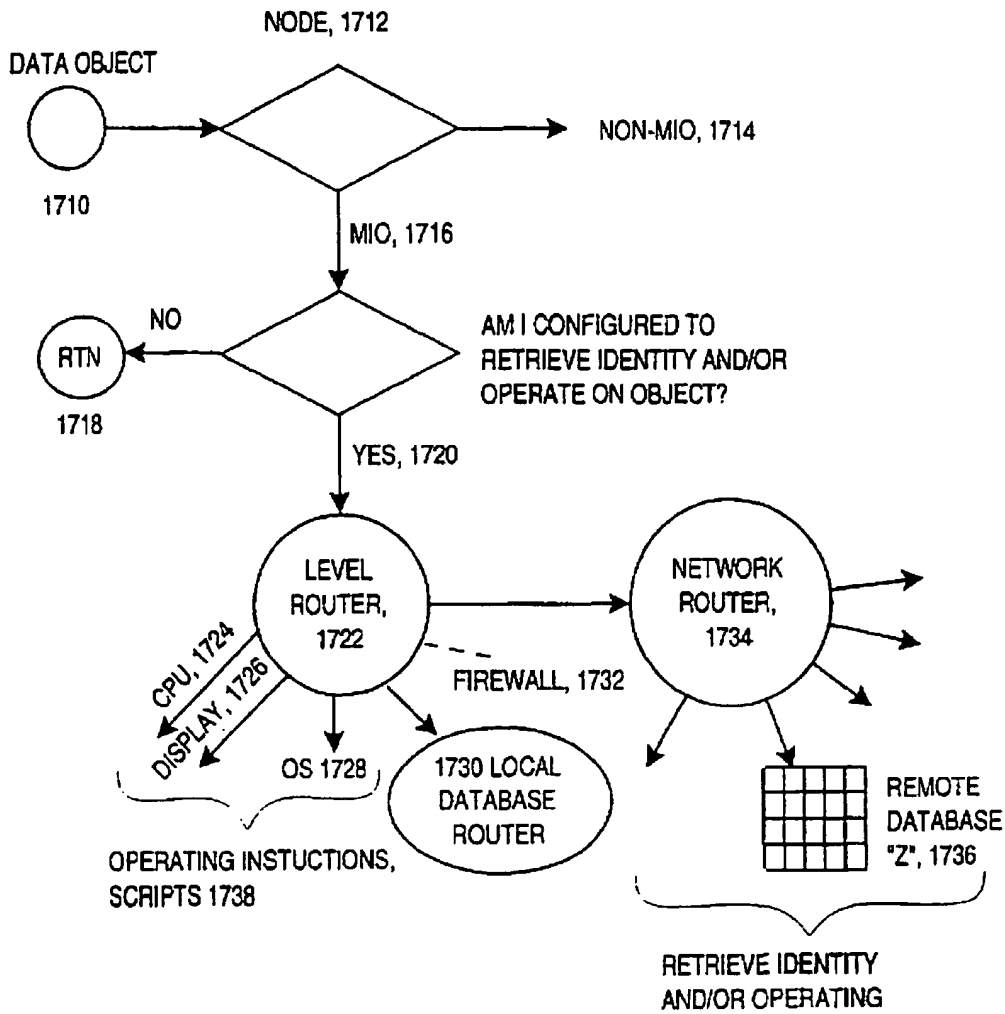 NODE, 1712
DATA OBJECT
NON-MIO, 1714
1710
MIO, 1716
NO
AM I CONFIGURED TO
RETRIEVE IDENTITY AND/OR
OPERATE ON OBJECT?
RTN
1718
YES, 1720
LEVEL
ROUTER,
1722
NETWORK
ROUTER,
1734
CPU, 1724
DISPLAY, 1726
FIREWALL, 1732
OS 1728
1730 LOCAL
DATABASE
ROUTER
REMOTE
DATABASE
"Z", 1736
OPERATING INSTUCTIONS,
SCRIPTS 1738
RETRIEVE IDENTITY
AND/OR OPERATING